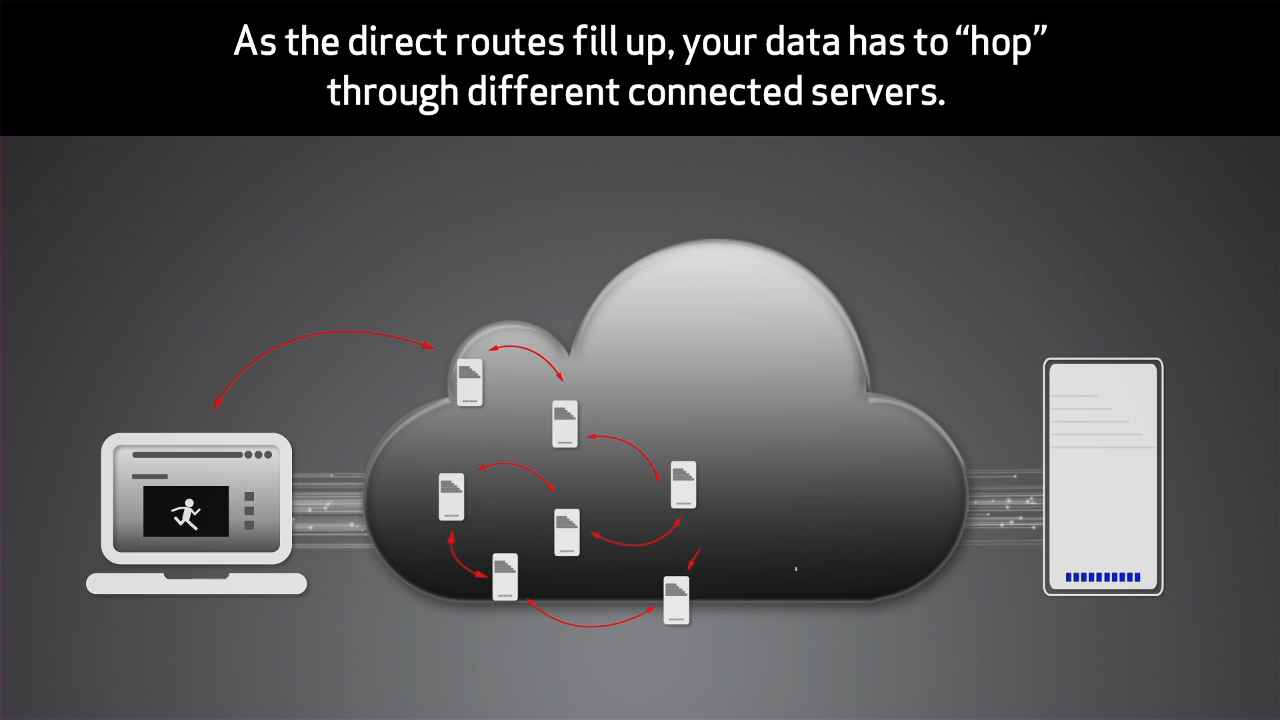 As the direct routes fill up, your data has to “hop”
through different connected servers.